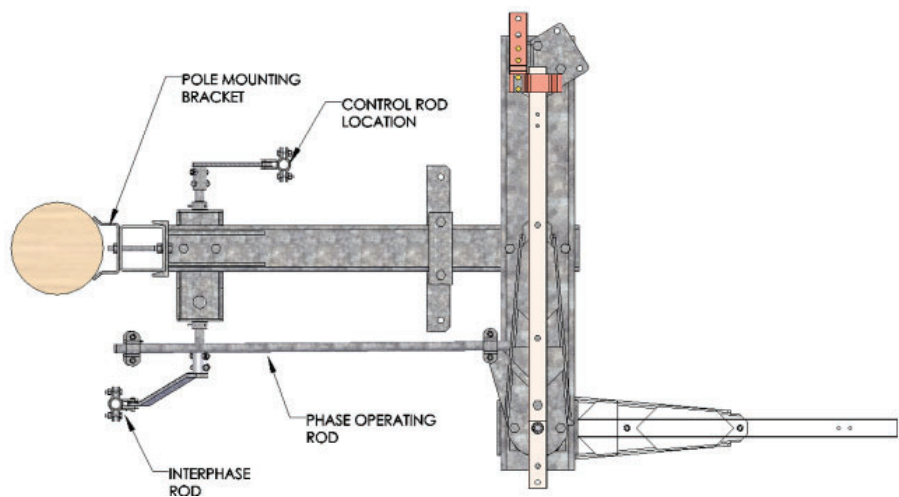 POLE MOUNTING
BRACKET
CONTROL ROD
LOCATION
PHASE OPERATING
ROD
INTERPHASE
ROD